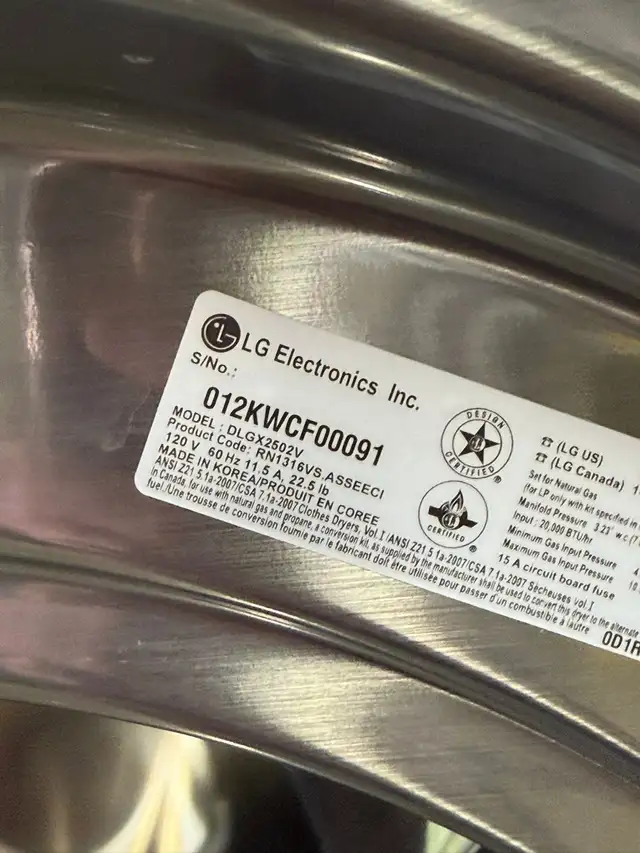 LG Electronics Inc.
S/No.:
012KWCF00091
MODEL : DLGX2502V
Product Code: RN1316VS ASSEECI
120 V 60 Hz 11.5 A, 22.5 lb
MADE IN KOREA/PRODUIT EN COREE
ANSI Z21.5.1a-2007/CSA 7.1a-2007 Clothes Dryers, Vol.I / ANSI Z21.5.1a-2007/CSA 7.1a-2007 Sécheuses vol.I
In Canada, for use with natural gas and propane, a conversion kit, as supplied by the manufacturer shall be used to convert this dryer to the alternate
fuel./Une trousse de conversion fournie par le fabricant doit être utilisée pour passer d'un combustible à l'autre
DESIGN
CERTIFIED
®
CERTIFIED
®
☎ (LG US)
☎ (LG Canada) 1
Set for Natural Gas
(for LP only with kit specified
Manifold Pressure 3.23" w.c.
Input : 20,000 BTUhr
Minimum Gas Input Pressure
Maximum Gas Input Pressure
15 A circuit board fuse
0D1R